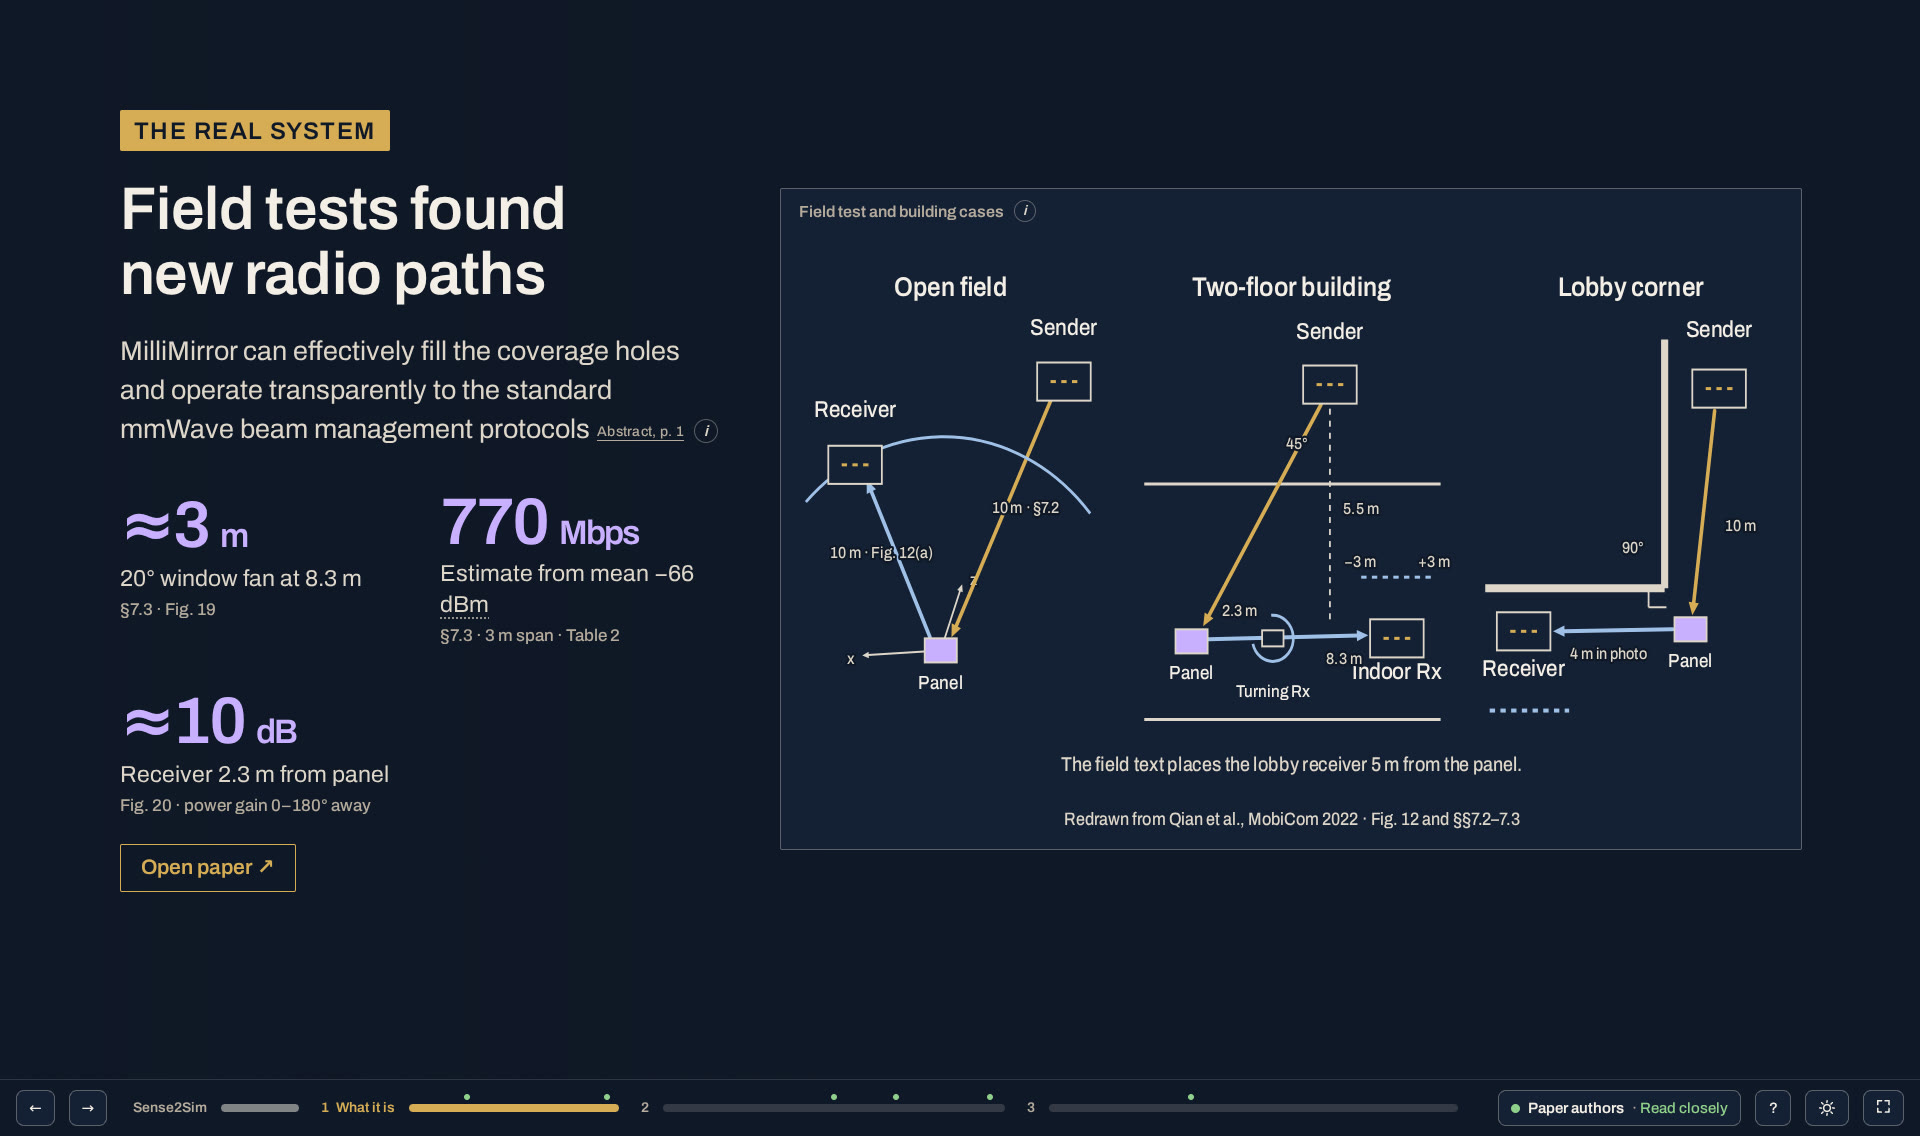 THE REAL SYSTEM
Field tests found
new radio paths
MilliMirror can effectively fill the coverage holes
and operate transparently to the standard
mmWave beam management protocols Abstract, p. 1 i
≈3 m
20° window fan at 8.3 m
§7.3 · Fig. 19
770 Mbps
Estimate from mean −66
dBm
§7.3 · 3 m span · Table 2
≈10 dB
Receiver 2.3 m from panel
Fig. 20 · power gain 0–180° away
Open paper ↗
Field test and building cases i
Open field
Sender
Receiver
10 m · §7.2
10 m · Fig. 12(a)
z
x
Panel
Two-floor building
Sender
45°
5.5 m
−3 m
+3 m
2.3 m
8.3 m
Panel
Indoor Rx
Turning Rx
Lobby corner
Sender
10 m
90°
4 m in photo
Receiver
Panel
The field text places the lobby receiver 5 m from the panel.
Redrawn from Qian et al., MobiCom 2022 · Fig. 12 and §§7.2–7.3
← → Sense2Sim 1 What it is 2 3 Paper authors · Read closely ?